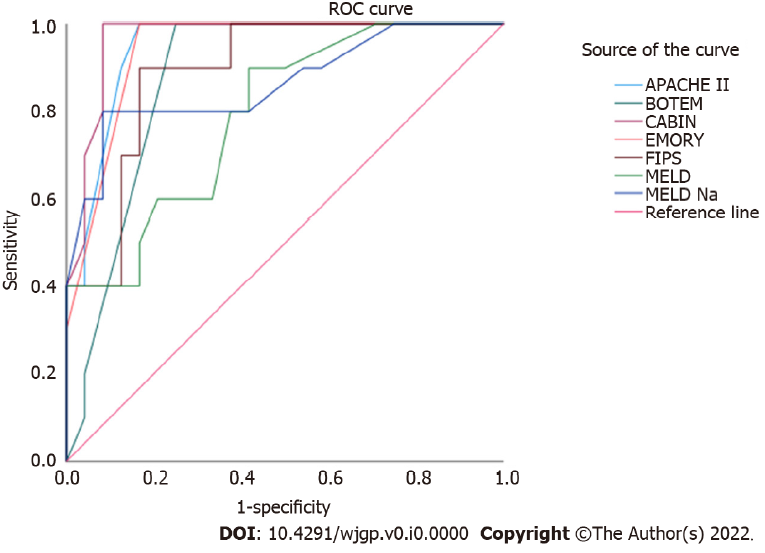 ROC curve
Source of the curve
APACHE II
BOTEM
CABIN
EMORY
FIPS
MELD
MELD Na
Reference line
Sensitivity
1.0
0.8
0.6
0.4
0.2
0.0
0.0 0.2 0.4 0.6 0.8 1.0
1-specificity
DOI: 10.4291/wjgp.v0.i0.0000 Copyright ©The Author(s) 2022.